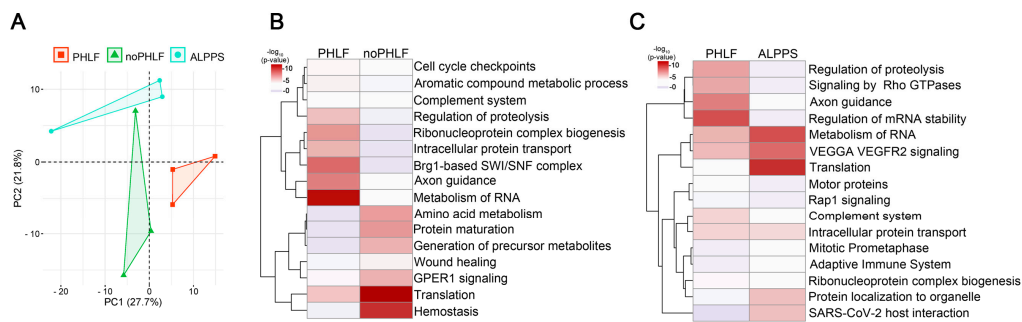 A
PHLF noPHLF ALPPS
PC2 (21.8%)
10
0
-10
-20
-10
0
10
PC1 (27.7%)
B
-log10
(p-value)
10
5
0
PHLF noPHLF
Cell cycle checkpoints
Aromatic compound metabolic process
Complement system
Regulation of proteolysis
Ribonucleoprotein complex biogenesis
Intracellular protein transport
Brg1-based SWI/SNF complex
Axon guidance
Metabolism of RNA
Amino acid metabolism
Protein maturation
Generation of precursor metabolites
Wound healing
GPER1 signaling
Translation
Hemostasis
C
-log10
(p-value)
10
5
0
PHLF ALPPS
Regulation of proteolysis
Signaling by Rho GTPases
Axon guidance
Regulation of mRNA stability
Metabolism of RNA
VEGGA VEGFR2 signaling
Translation
Motor proteins
Rap1 signaling
Complement system
Intracellular protein transport
Mitotic Prometaphase
Adaptive Immune System
Ribonucleoprotein complex biogenesis
Protein localization to organelle
SARS-CoV-2 host interaction